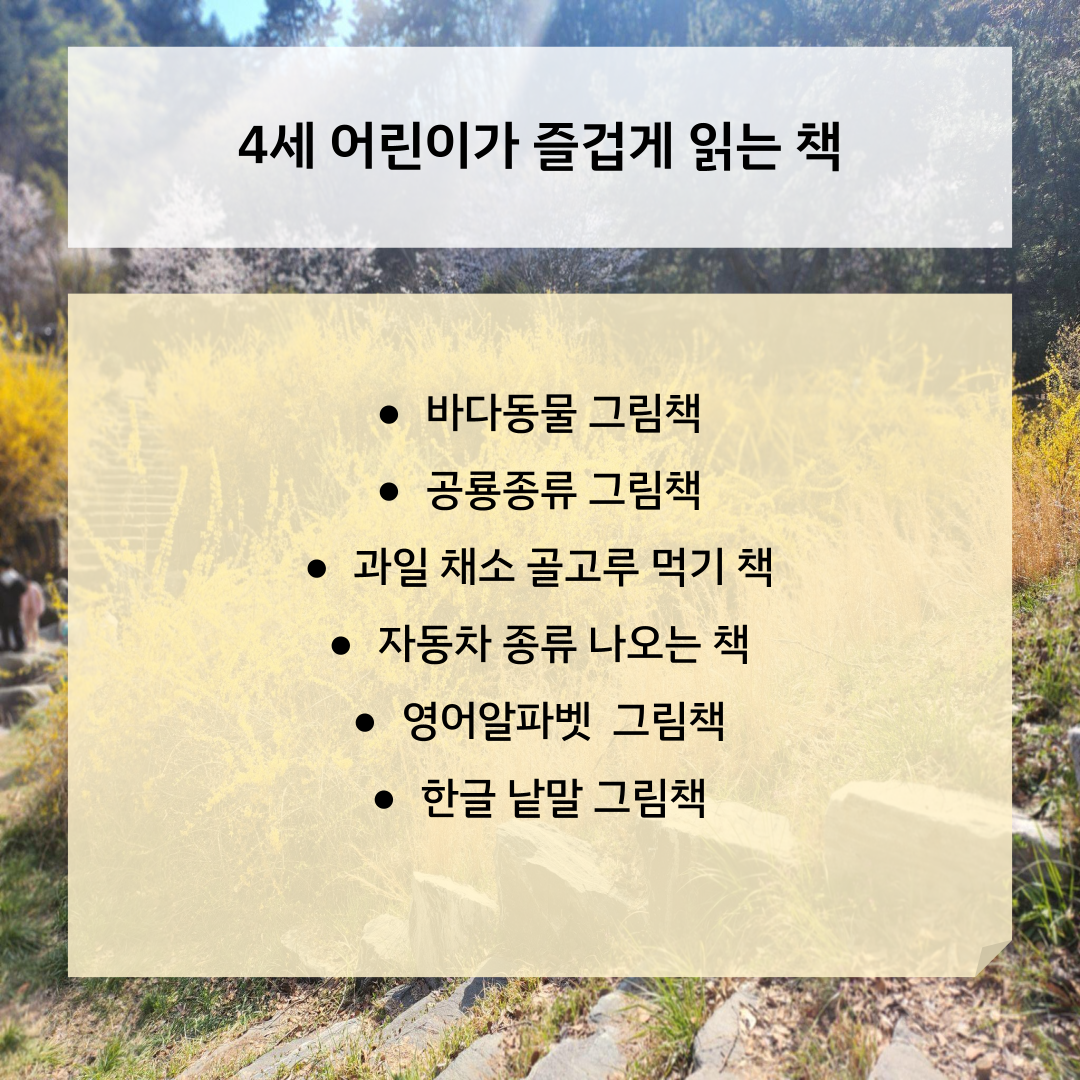 4세 어린이가 즐겁게 읽는 책
● 바다동물 그림책
● 공룡종류 그림책
● 과일 채소 골고루 먹기 책
● 자동차 종류 나오는 책
● 영어알파벳  그림책
● 한글 낱말 그림책